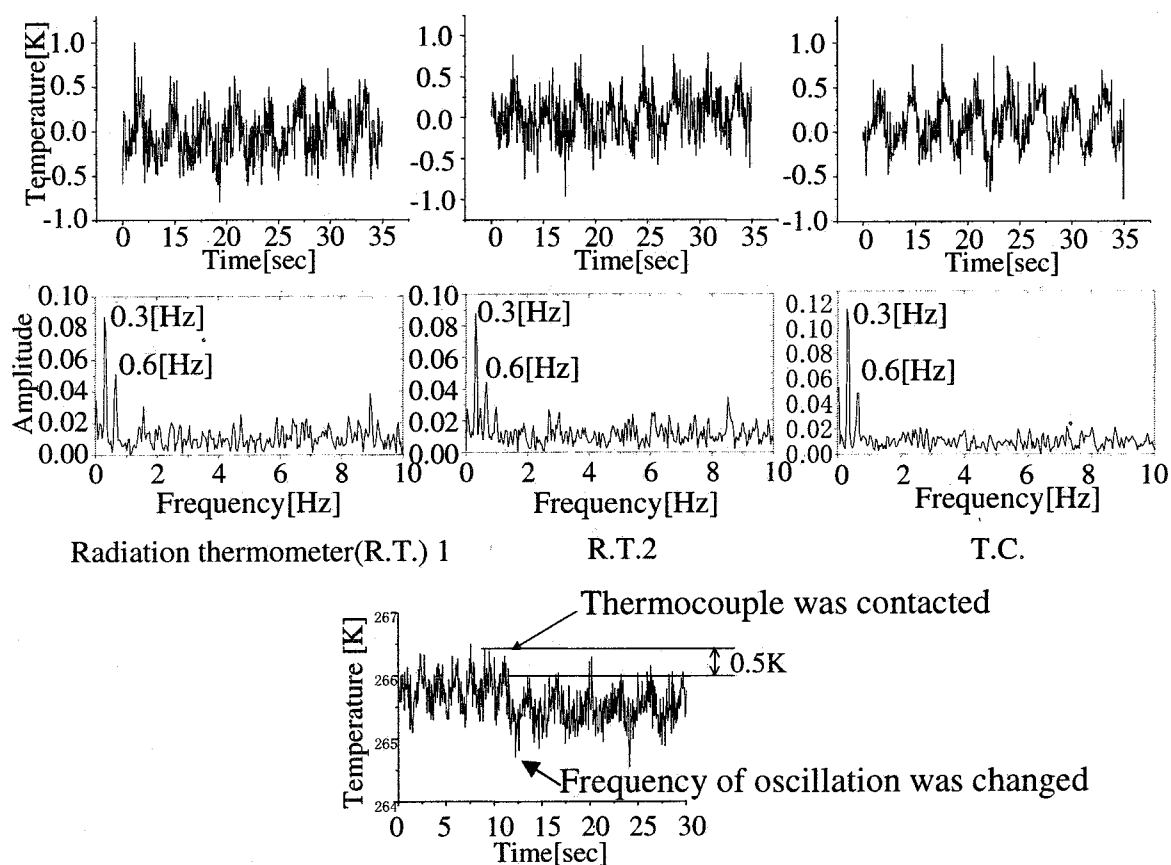 Temperature[K]
1.0
0.5
0.0
-0.5
-1.0
0 15 15 20 25 30 35
Time[sec]
1.0
0.5
0.0
-0.5
-1.0
0 15 15 20 25 30 35
Time[sec]
1.0
0.5
0.0
-0.5
-1.0
0 15 15 20 25 30 35
Time[sec]
Amplitude
0.10
0.08
0.06
0.04
0.02
0.00
0.3[Hz]
0.6[Hz]
0 2 4 6 8 10
Frequency[Hz]
0.10
0.08
0.06
0.04
0.02
0.00
0.3[Hz]
0.6[Hz]
0 2 4 6 8 10
Frequency[Hz]
0.12
0.10
0.08
0.06
0.04
0.02
0.00
0.3[Hz]
0.6[Hz]
0 2 4 6 8 10
Frequency[Hz]
Radiation thermometer(R.T.) 1
R.T.2
T.C.
Temperature [K]
267
266
265
264
Thermocouple was contacted
0.5K
Frequency of oscillation was changed
0 5 10 15 20 25 30
Time[sec]